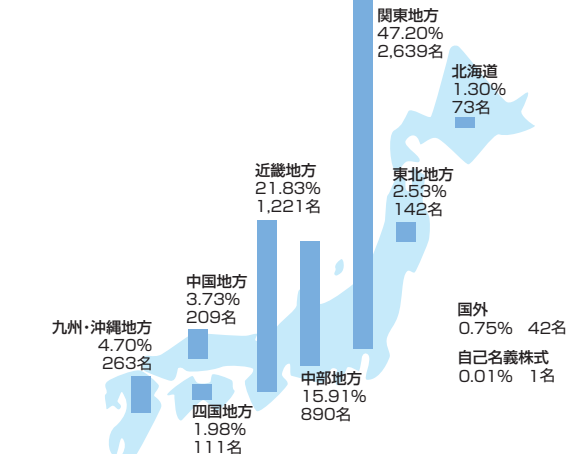 関東地方
47.20%
2,639名
北海道
1.30%
73名
近畿地方
21.83%
1,221名
東北地方
2.53%
142名
中国地方
3.73%
209名
九州・沖縄地方
4.70%
263名
国外
0.75% 42名
自己名義株式
0.01% 1名
中部地方
15.91%
890名
四国地方
1.98%
111名